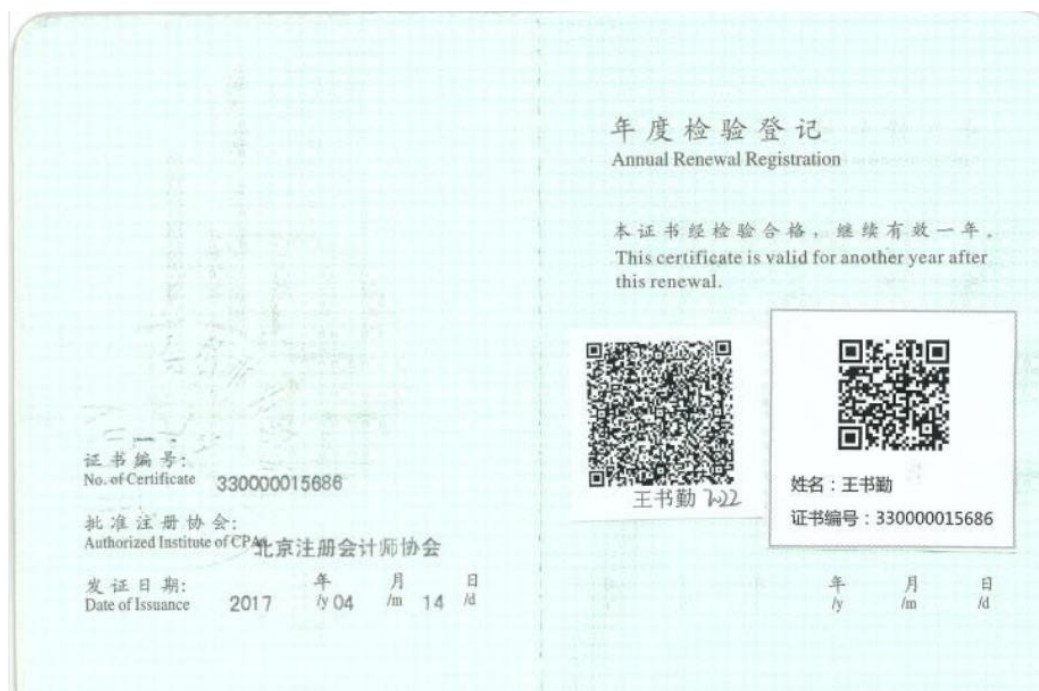 证书编号:
No. of Certificate 330000015686
批准注册协会:
Authorized Institute of CPAs 北京注册会计师协会
发证日期: 年 月 日
Date of Issuance 2017 /y 04 /m 14 /d
年度检验登记
Annual Renewal Registration
本证书经检验合格，继续有效一年。
This certificate is valid for another year after
this renewal.
王书勤 2022
姓名：王书勤
证书编号：330000015686
年 月 日
/y /m /d